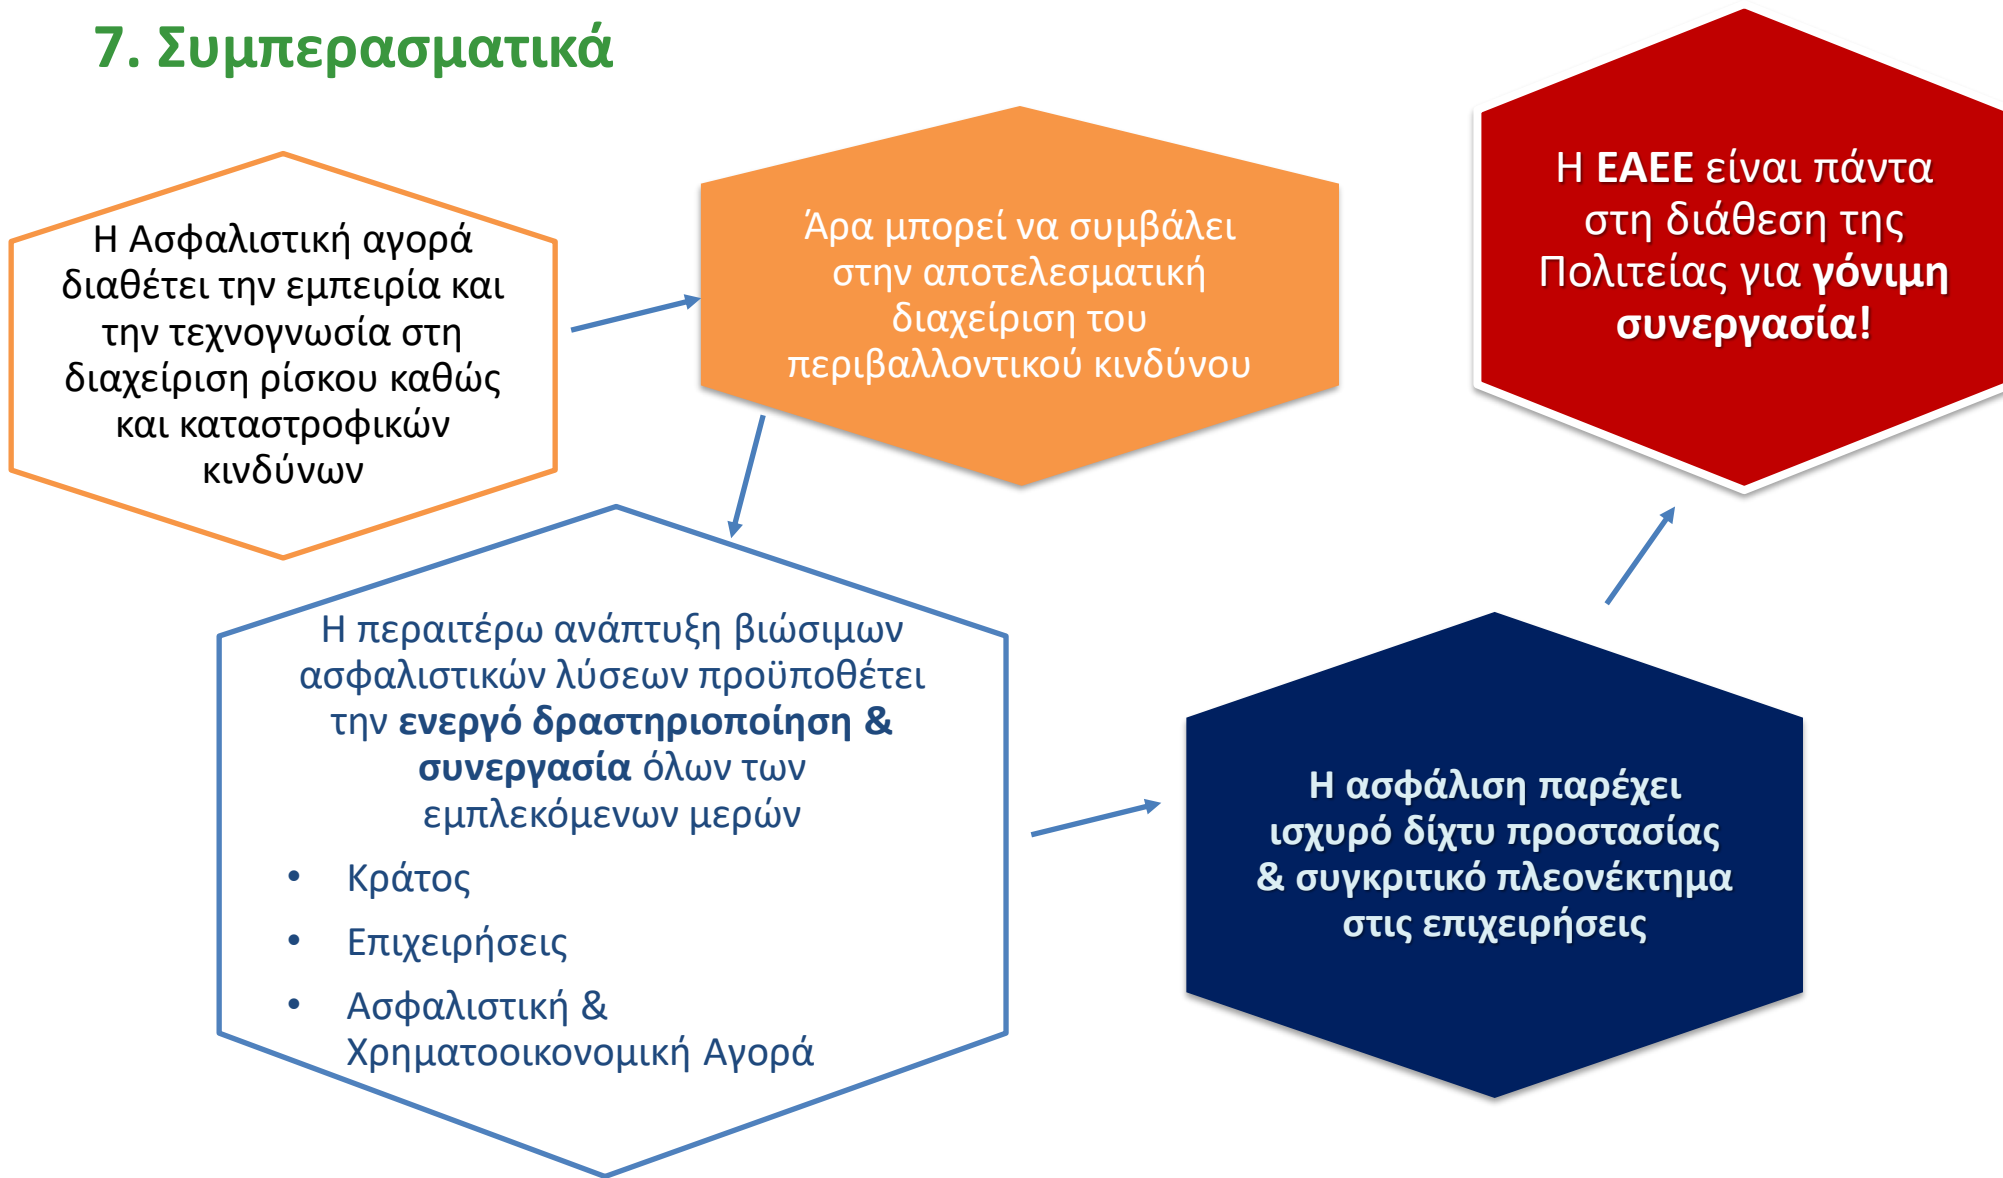 7. Συμπερασματικά
Η Ασφαλιστική αγορά
διαθέτει την εμπειρία και
την τεχνογνωσία στη
διαχείριση ρίσκου καθώς
και καταστροφικών
κινδύνων
Άρα μπορεί να συμβάλει
στην αποτελεσματική
διαχείριση του
περιβαλλοντικού κινδύνου
Η περαιτέρω ανάπτυξη βιώσιμων
ασφαλιστικών λύσεων προϋποθέτει
την ενεργό δραστηριοποίηση &
συνεργασία όλων των
εμπλεκόμενων μερών
• Κράτος
• Επιχειρήσεις
• Ασφαλιστική &
Χρηματοοικονομική Αγορά
Η ασφάλιση παρέχει
ισχυρό δίχτυ προστασίας
& συγκριτικό πλεονέκτημα
στις επιχειρήσεις
Η ΕΑΕΕ είναι πάντα
στη διάθεση της
Πολιτείας για γόνιμη
συνεργασία!